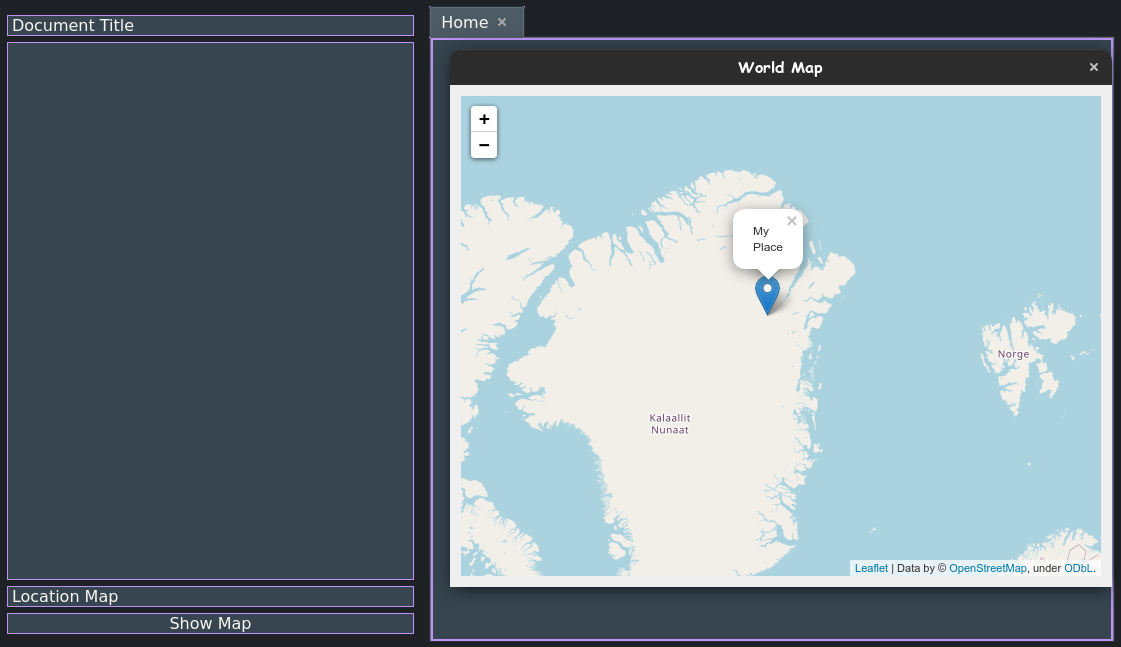 Document Title
Location Map
Show Map
Home ×
World Map ×
+
−
My
Place
×
Norge
Kalaallit
Nunaat
Leaflet | Data by © OpenStreetMap, under ODbL.